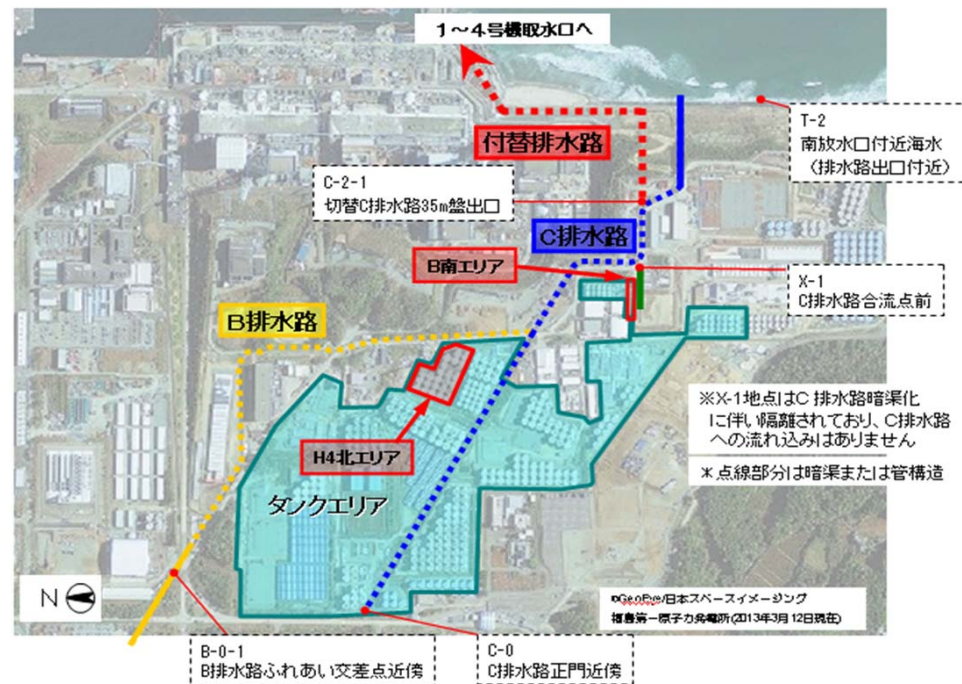 1~4号機取水口へ
付替排水路
T-2
南放水口付近海水
(排水路出口付近)
C-2-1
切替C排水路35m盤出口
C排水路
B南エリア
X-1
C排水路合流点前
B排水路
※X-1地点はC 排水路暗渠化
に伴い隔離されており、C排水路
への流れ込みはありません
H4北エリア
*点線部分は暗渠または管構造
タンクエリア
N
©GeoEye/日本スペースイメージング
福島第一原子力発電所(2013年3月12日現在)
B-0-1
B排水路ふれあい交差点近傍
C-0
C排水路正門近傍